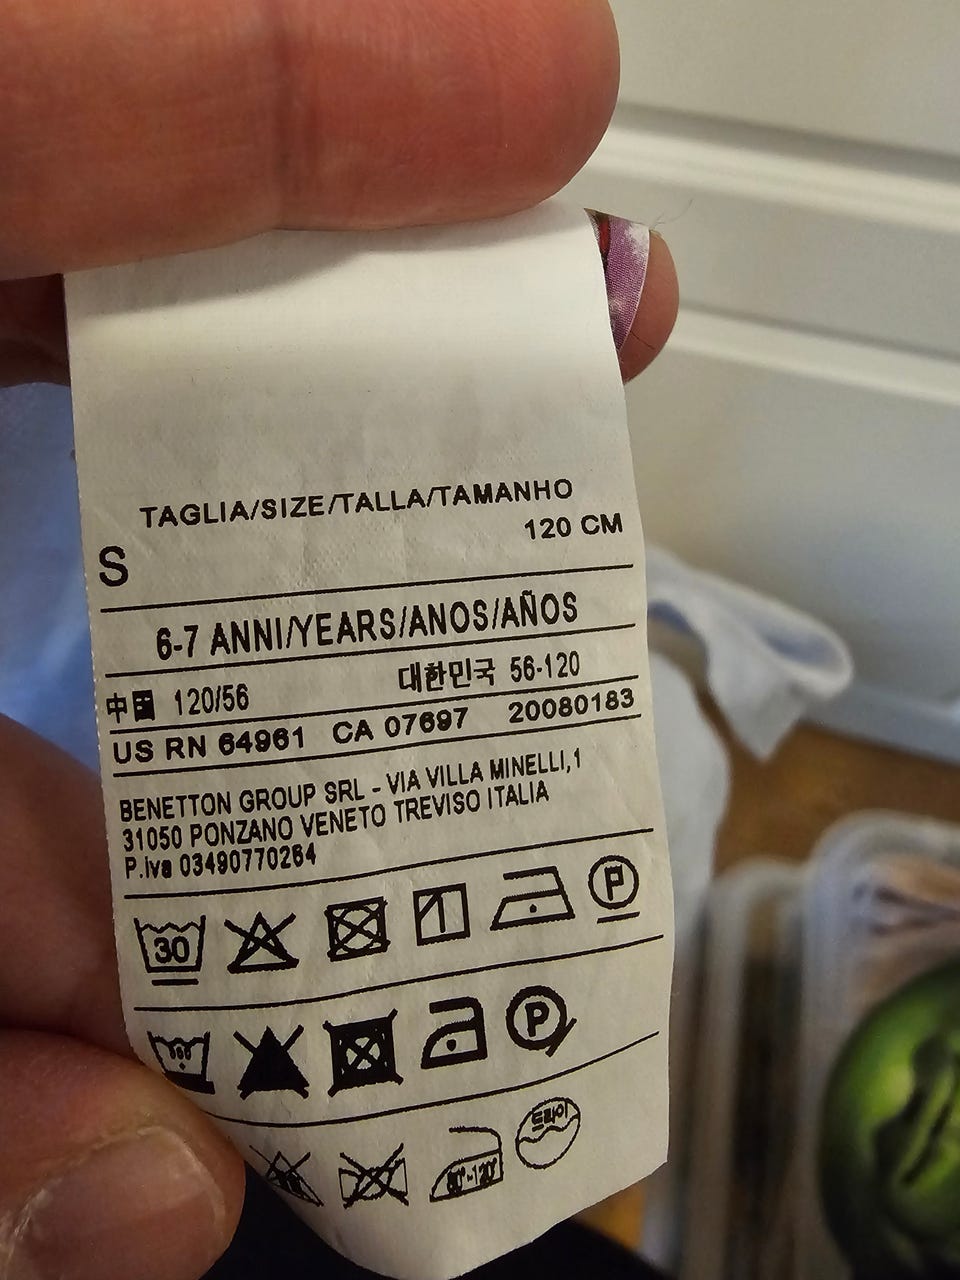 TAGLIA/SIZE/TALLA/TAMANHO
120 CM
S
6-7 ANNI/YEARS/ANOS/AÑOS
中国 120/56 대한민국 56-120
US RN 64961 CA 07697 20080183
BENETTON GROUP SRL - VIA VILLA MINELLI,1
31050 PONZANO VENETO TREVISO ITALIA
P.iva 03490770264
30 P
P
드라이
80°-120°